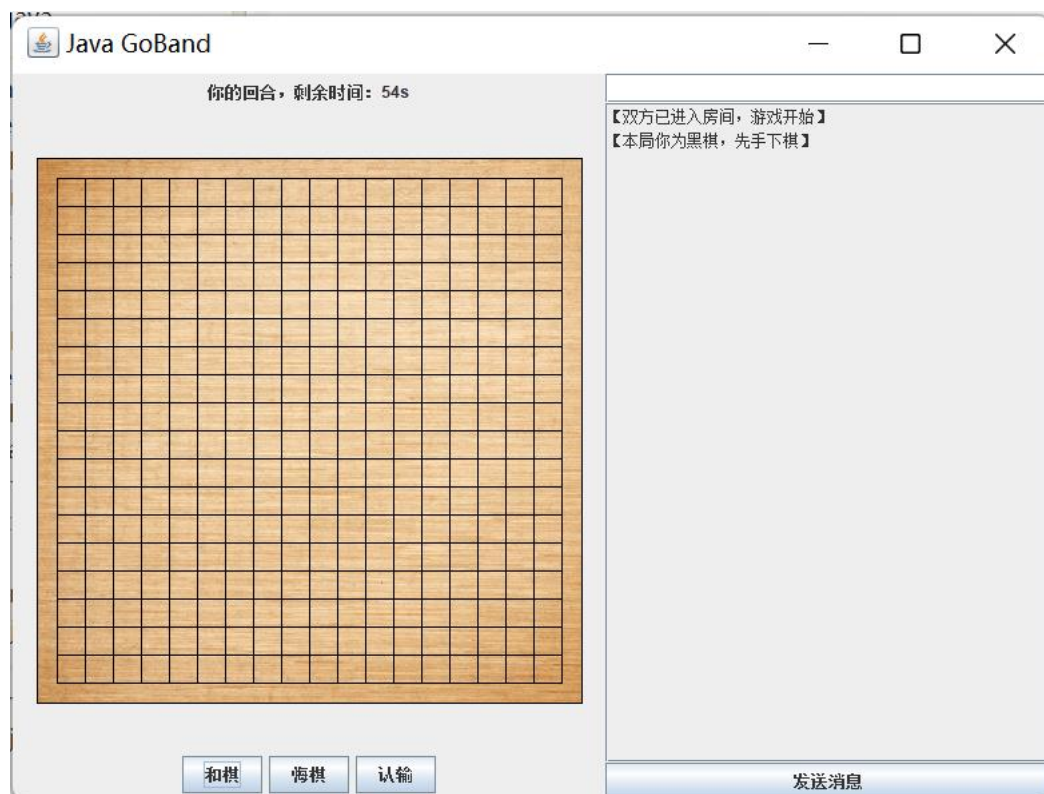 Java GoBand
你的回合，剩余时间：54s
【双方已进入房间，游戏开始】
【本局你为黑棋，先手下棋】
和棋 悔棋 认输
发送消息